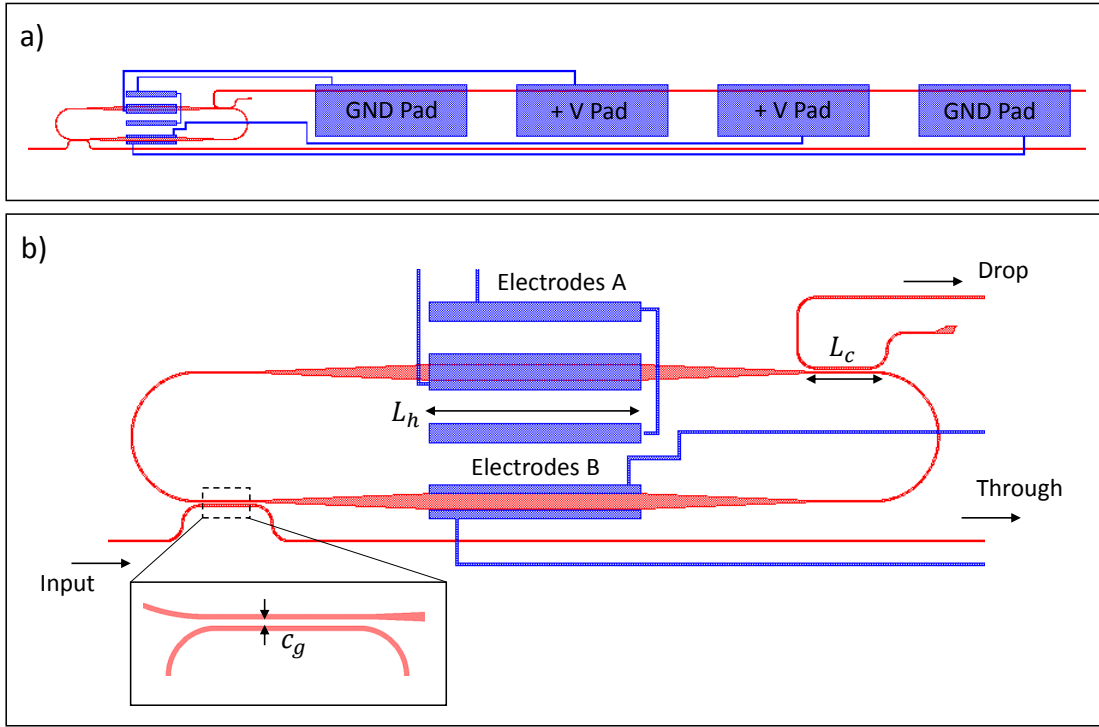 a)
GND Pad
+ V Pad
+ V Pad
GND Pad
b)
Electrodes A
Drop
L_c
L_h
Electrodes B
Through
Input
c_g